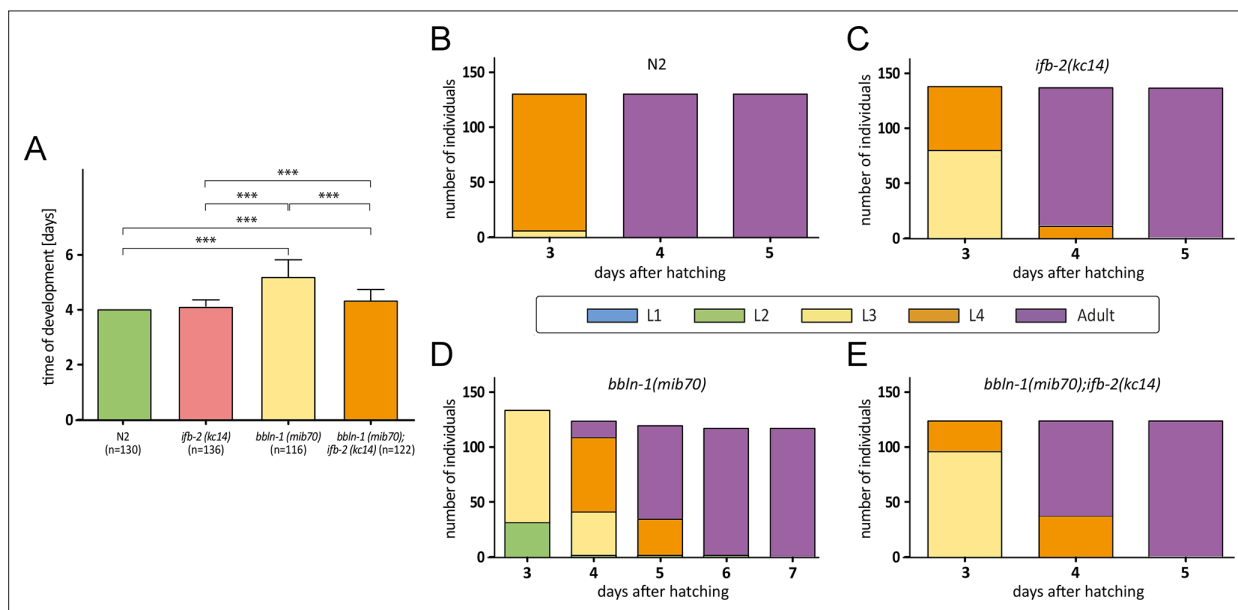 A
time of development [days]
6
4
2
0
***
***
***
***
***
N2
(n=130)
ifb-2 (kc14)
(n=136)
bbln-1 (mib70)
(n=116)
bbln-1 (mib70);
ifb-2 (kc14) (n=122)
B
N2
number of individuals
150
100
50
0
3 4 5
days after hatching
C
ifb-2(kc14)
number of individuals
150
100
50
0
3 4 5
days after hatching
L1 L2 L3 L4 Adult
D
bbln-1(mib70)
number of individuals
150
100
50
0
3 4 5 6 7
days after hatching
E
bbln-1(mib70);ifb-2(kc14)
number of individuals
150
100
50
0
3 4 5
days after hatching